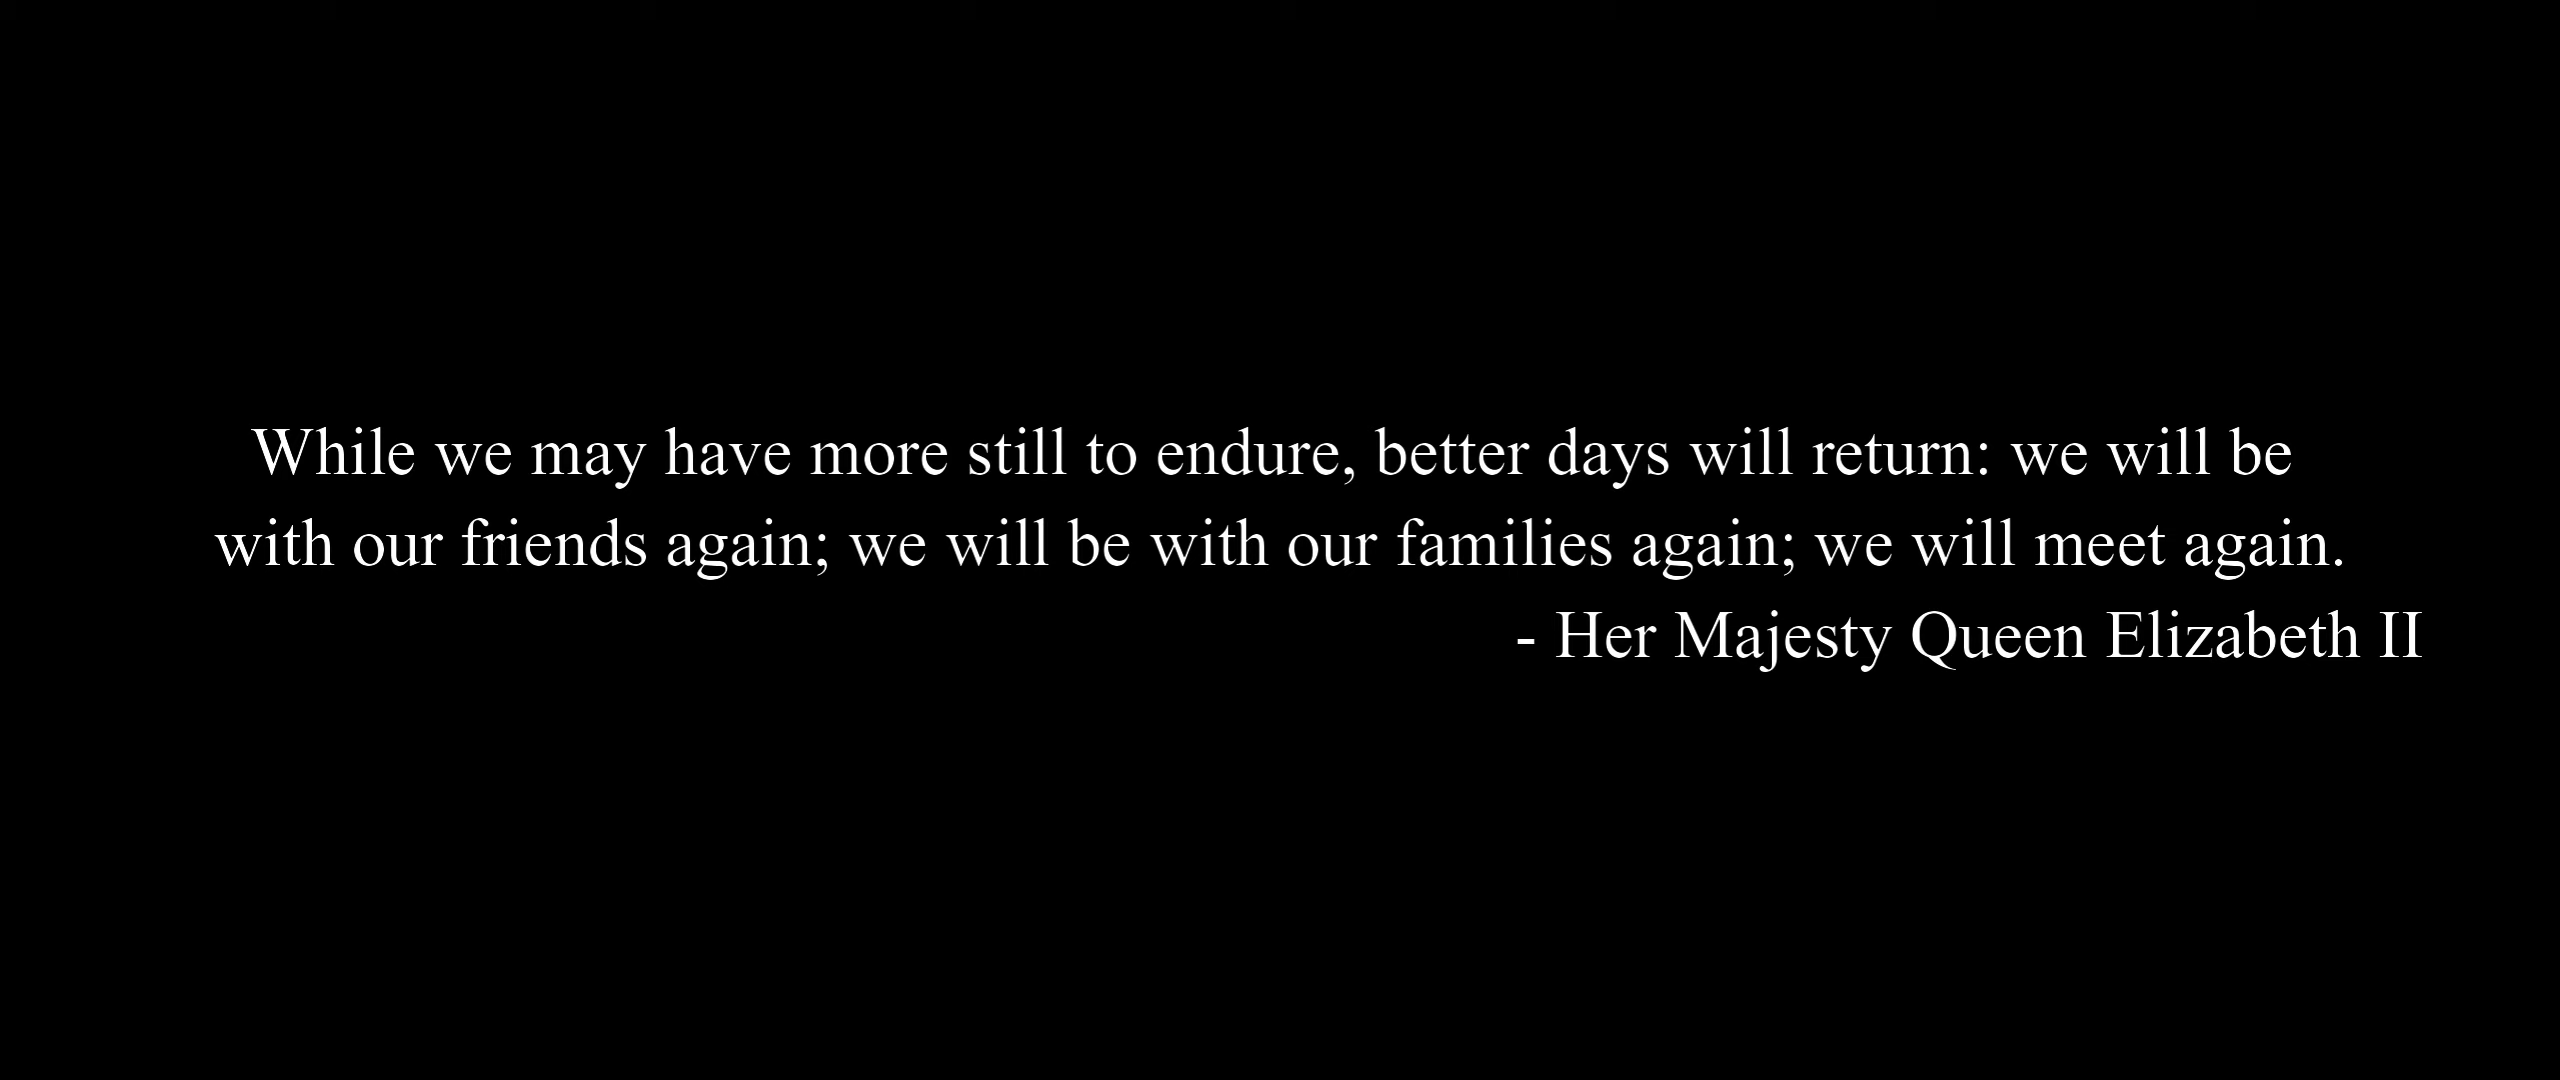 While we may have more still to endure, better days will return: we will be
with our friends again; we will be with our families again; we will meet again.
- Her Majesty Queen Elizabeth II